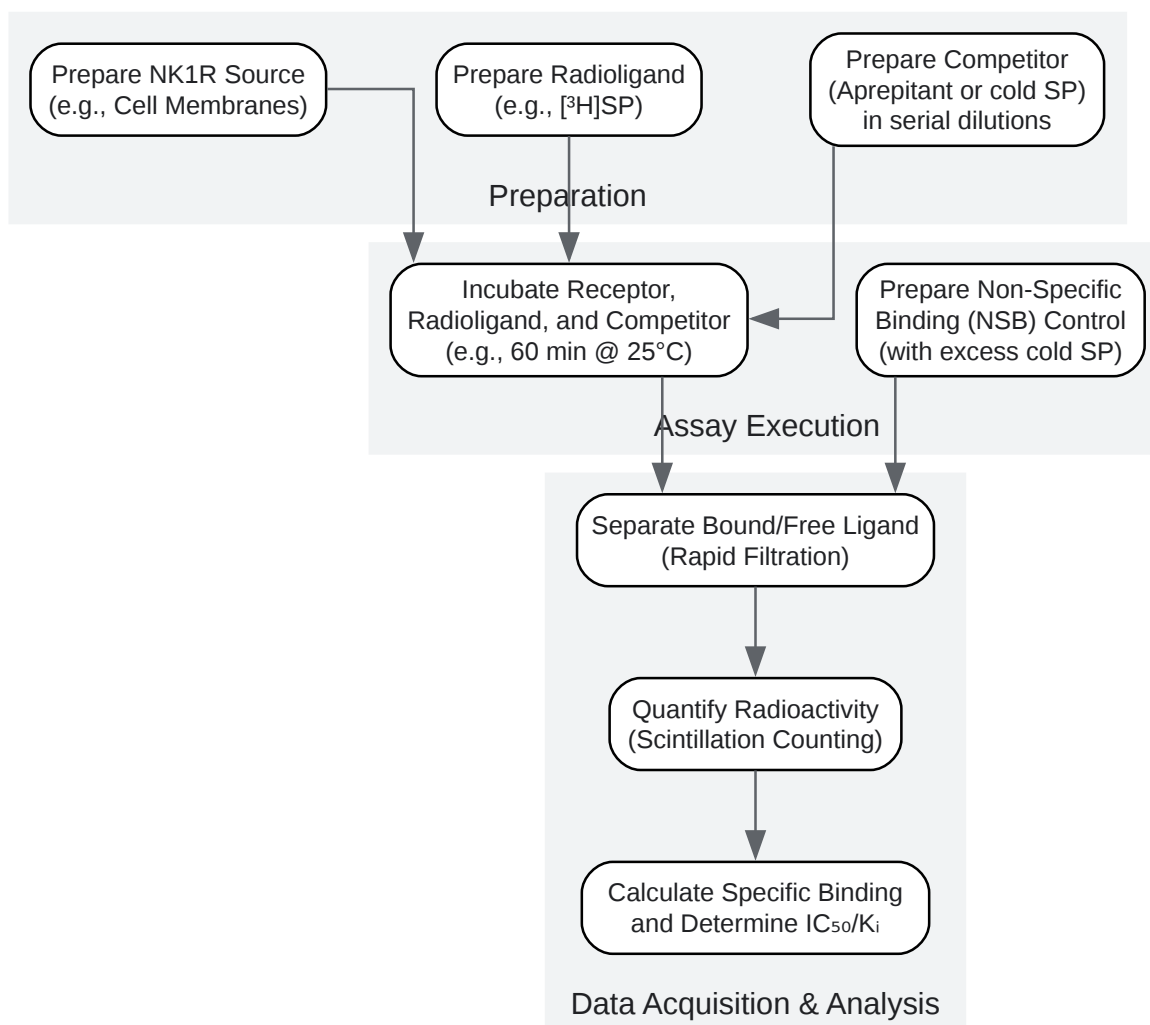 Prepare NK1R Source
(e.g., Cell Membranes)
Prepare Radioligand
(e.g., [³H]SP)
Prepare Competitor
(Aprepitant or cold SP)
in serial dilutions
Preparation
Incubate Receptor,
Radioligand, and Competitor
(e.g., 60 min @ 25°C)
Prepare Non-Specific
Binding (NSB) Control
(with excess cold SP)
Assay Execution
Separate Bound/Free Ligand
(Rapid Filtration)
Quantify Radioactivity
(Scintillation Counting)
Calculate Specific Binding
and Determine IC₅₀/Kᵢ
Data Acquisition & Analysis